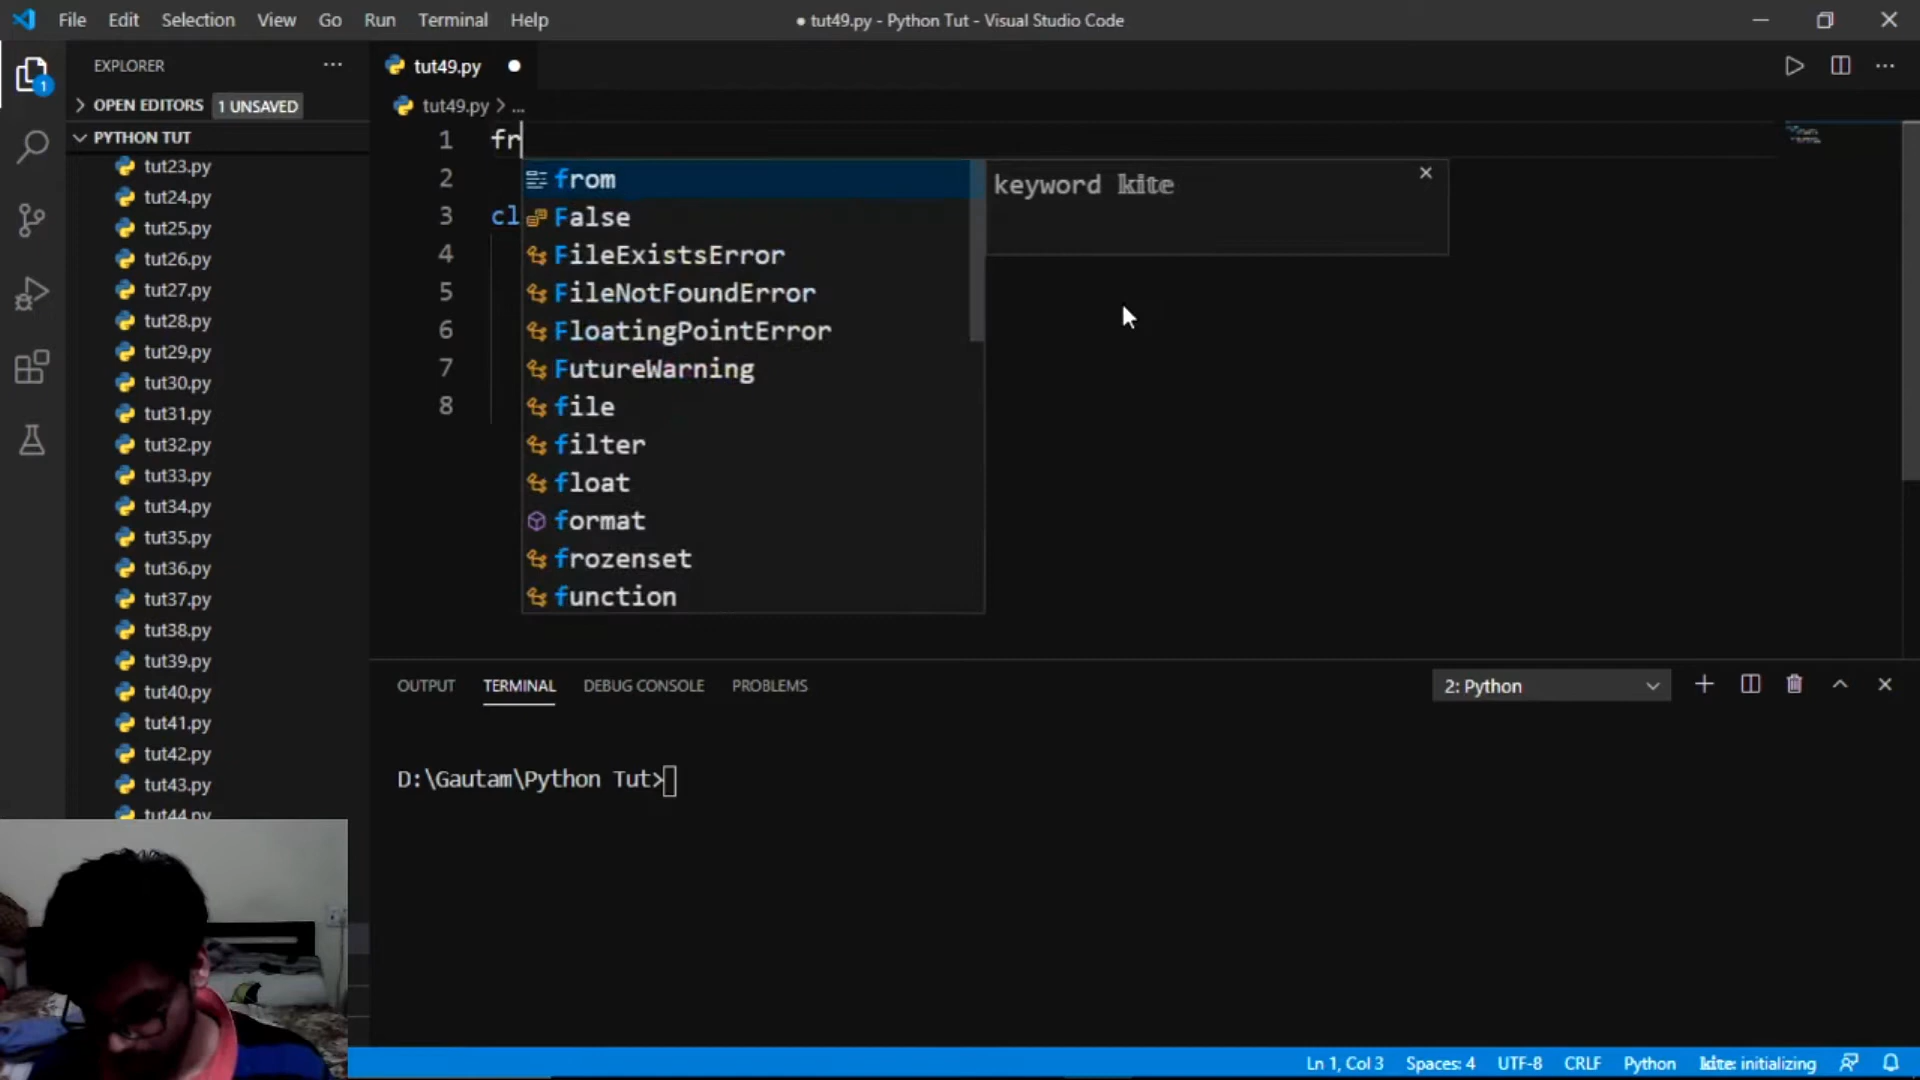 File Edit Selection View Go Run Terminal Help
● tut49.py - Python Tut - Visual Studio Code
EXPLORER ...
OPEN EDITORS 1 UNSAVED
PYTHON TUT
tut23.py
tut24.py
tut25.py
tut26.py
tut27.py
tut28.py
tut29.py
tut30.py
tut31.py
tut32.py
tut33.py
tut34.py
tut35.py
tut36.py
tut37.py
tut38.py
tut39.py
tut40.py
tut41.py
tut42.py
tut43.py
tut44.py
1
tut49.py
tut49.py > ...
1 fr
2
3 cl
4
5
6
7
8
from
False
FileExistsError
FileNotFoundError
FloatingPointError
FutureWarning
file
filter
float
format
frozenset
function
keyword kite
OUTPUT TERMINAL DEBUG CONSOLE PROBLEMS
2: Python
D:\Gautam\Python Tut>
Ln 1, Col 3 Spaces: 4 UTF-8 CRLF Python kite: initializing